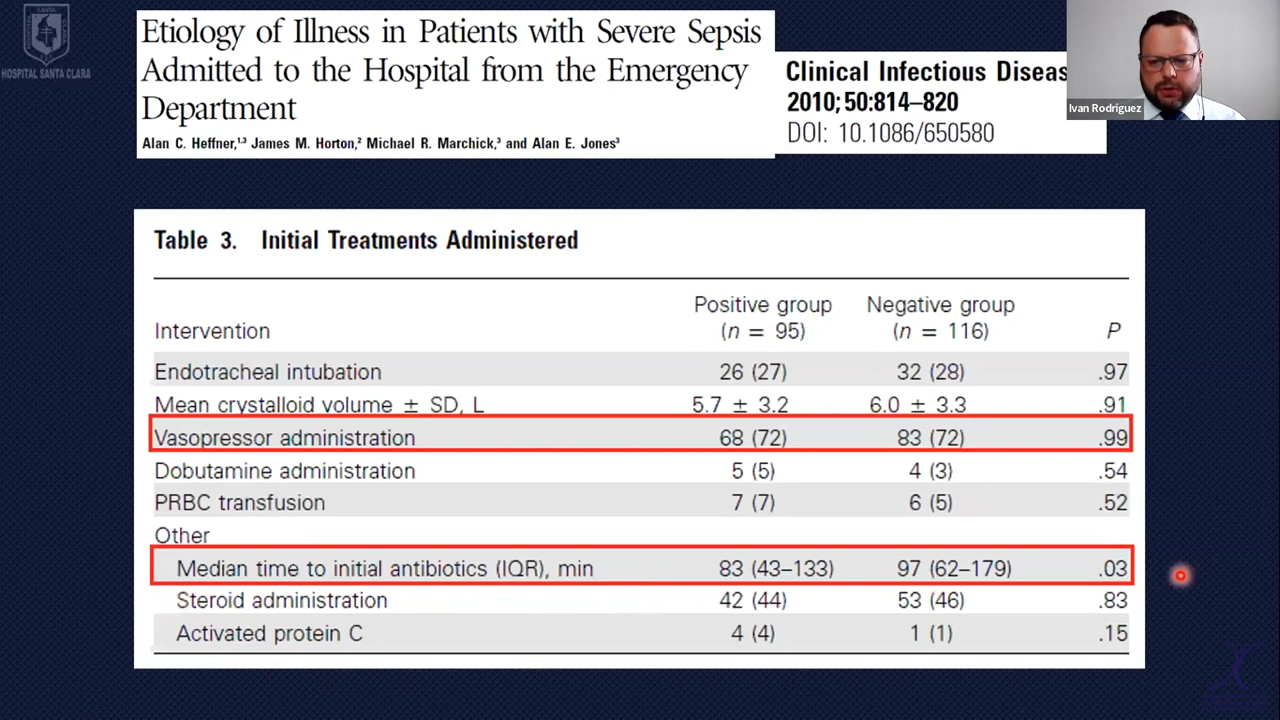 SANTA
CLARA
HOSPITAL SANTA CLARA
Etiology of Illness in Patients with Severe Sepsis
Admitted to the Hospital from the Emergency
Department
Alan C. Heffner,1,3 James M. Horton,2 Michael R. Marchick,3 and Alan E. Jones3
Clinical Infectious Diseas
2010; 50:814–820
DOI: 10.1086/650580
Ivan Rodríguez
Table 3. Initial Treatments Administered
Intervention Positive group (n = 95) Negative group (n = 116) P
Endotracheal intubation 26 (27) 32 (28) .97
Mean crystalloid volume ± SD, L 5.7 ± 3.2 6.0 ± 3.3 .91
Vasopressor administration 68 (72) 83 (72) .99
Dobutamine administration 5 (5) 4 (3) .54
PRBC transfusion 7 (7) 6 (5) .52
Other
Median time to initial antibiotics (IQR), min 83 (43–133) 97 (62–179) .03
Steroid administration 42 (44) 53 (46) .83
Activated protein C 4 (4) 1 (1) .15